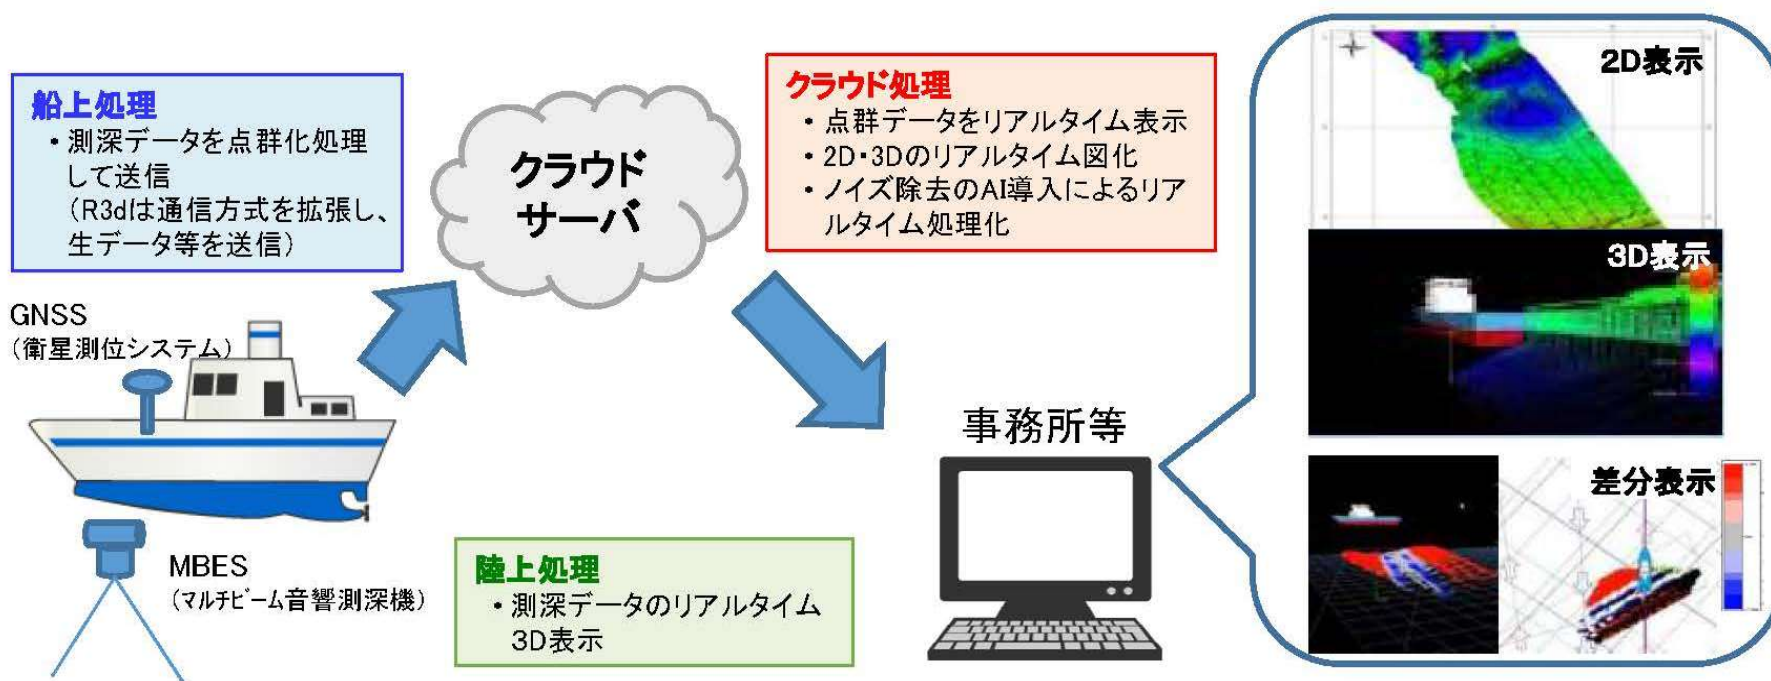 船上処理
・測深データを点群化処理
して送信
（R3dは通信方式を拡張し、
生データ等を送信）
クラウド
サーバ
クラウド処理
・点群データをリアルタイム表示
・2D・3Dのリアルタイム図化
・ノイズ除去のAI導入によるリア
ルタイム処理化
2D表示
3D表示
差分表示
GNSS
（衛星測位システム）
MBES
（マルチビーム音響測深機）
陸上処理
・測深データのリアルタイム
3D表示
事務所等